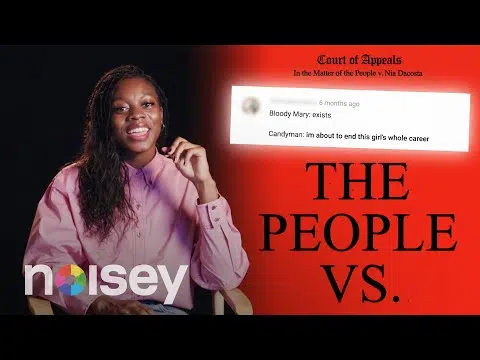 Court of Appeals
In the Matter of the People v. Nia Dacosta
6 months ago
Bloody Mary: exists
Candyman: im about to end this girl's whole career
THE
PEOPLE
VS.
noisey